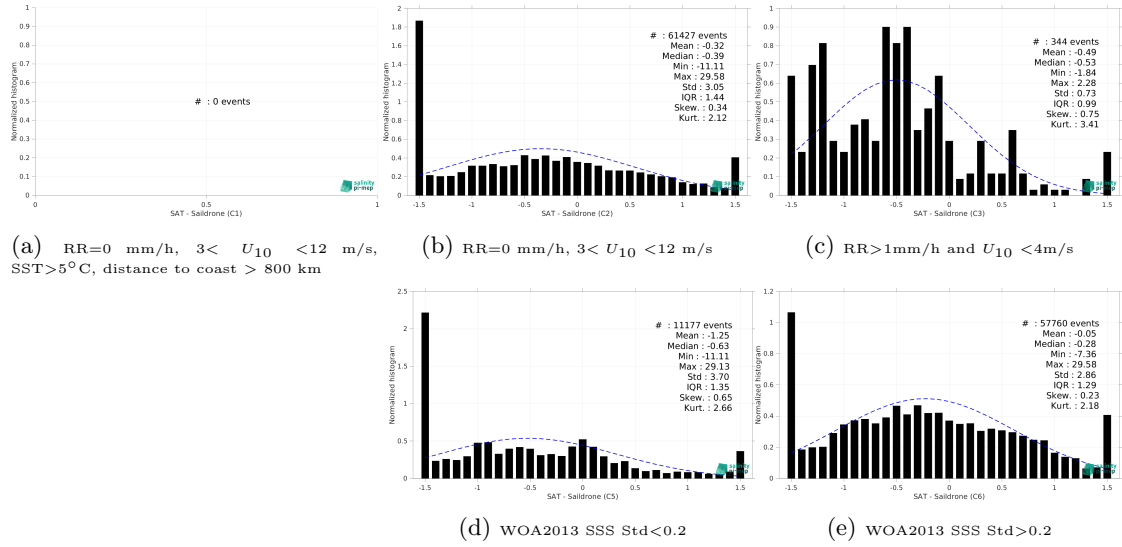 1
0.9
0.8
0.7
0.6
0.5
0.4
0.3
0.2
0.1
0
Normalized histogram
# : 0 events
salinity
pi-mep
0 0.5 1
SAT - Saildrone (C1)
(a) RR=0 mm/h, 3< U10 <12 m/s,
SST>5°C, distance to coast > 800 km
2
1.8
1.6
1.4
1.2
1
0.8
0.6
0.4
0.2
0
Normalized histogram
# : 61427 events
Mean : -0.32
Median : -0.39
Min : -11.11
Max : 29.58
Std : 3.05
IQR : 1.44
Skew. : 0.34
Kurt. : 2.12
salinity
pi-mep
-1.5 -1 -0.5 0 0.5 1 1.5
SAT - Saildrone (C2)
(b) RR=0 mm/h, 3< U10 <12 m/s
0.9
0.8
0.7
0.6
0.5
0.4
0.3
0.2
0.1
0
Normalized histogram
# : 344 events
Mean : -0.49
Median : -0.53
Min : -1.84
Max : 2.28
Std : 0.73
IQR : 0.99
Skew. : 0.75
Kurt. : 3.41
salinity
pi-mep
-1.5 -1 -0.5 0 0.5 1 1.5
SAT - Saildrone (C3)
(c) RR>1mm/h and U10 <4m/s
2.5
2
1.5
1
0.5
0
Normalized histogram
# : 11177 events
Mean : -1.25
Median : -0.63
Min : -11.11
Max : 29.13
Std : 3.70
IQR : 1.35
Skew. : 0.65
Kurt. : 2.66
salinity
pi-mep
-1.5 -1 -0.5 0 0.5 1 1.5
SAT - Saildrone (C5)
(d) WOA2013 SSS Std<0.2
1.2
1
0.8
0.6
0.4
0.2
0
Normalized histogram
# : 57760 events
Mean : -0.05
Median : -0.28
Min : -7.36
Max : 29.58
Std : 2.86
IQR : 1.29
Skew. : 0.23
Kurt. : 2.18
salinity
pi-mep
-1.5 -1 -0.5 0 0.5 1 1.5
SAT - Saildrone (C6)
(e) WOA2013 SSS Std>0.2